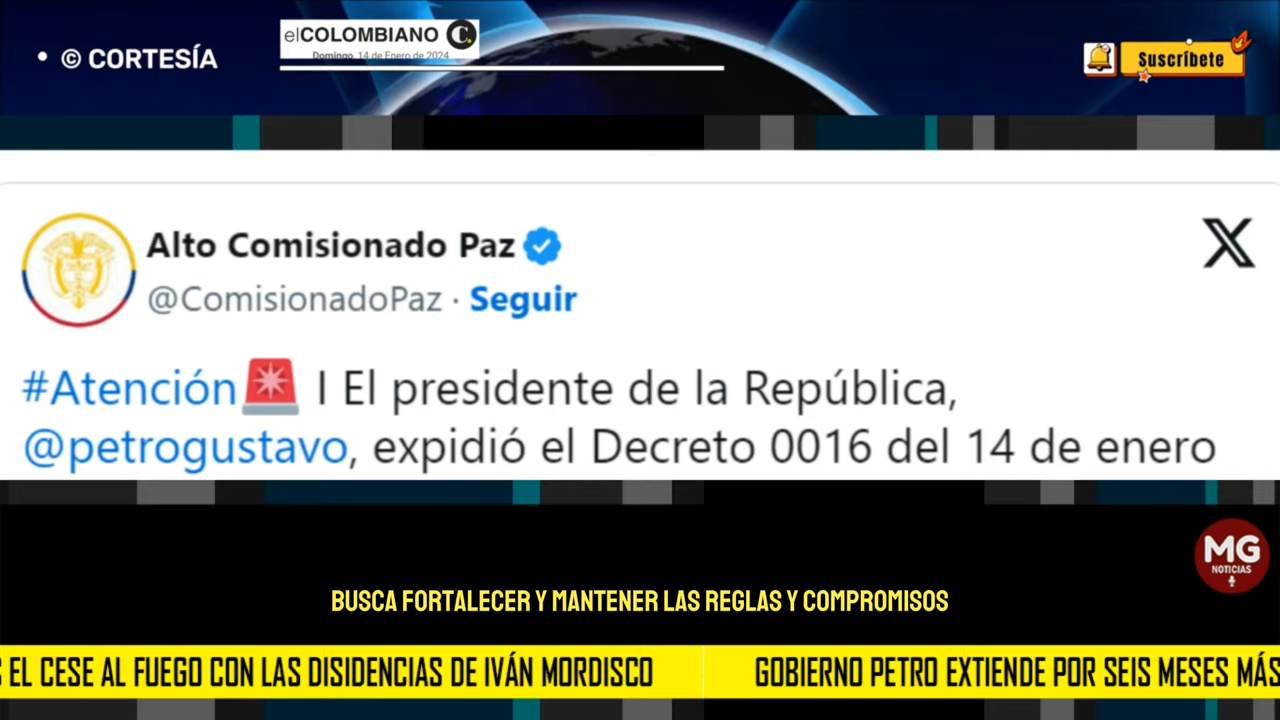 • © CORTESÍA
elCOLOMBIANO C
Domingo, 14 de Enero de 2024
Suscríbete
Alto Comisionado Paz
@ComisionadoPaz · Seguir
#Atención🚨 I El presidente de la República,
@petrogustavo, expidió el Decreto 0016 del 14 de enero
MG
NOTICIAS
BUSCA FORTALECER Y MANTENER LAS REGLAS Y COMPROMISOS
EL CESE AL FUEGO CON LAS DISIDENCIAS DE IVÁN MORDISCO GOBIERNO PETRO EXTIENDE POR SEIS MESES MÁS